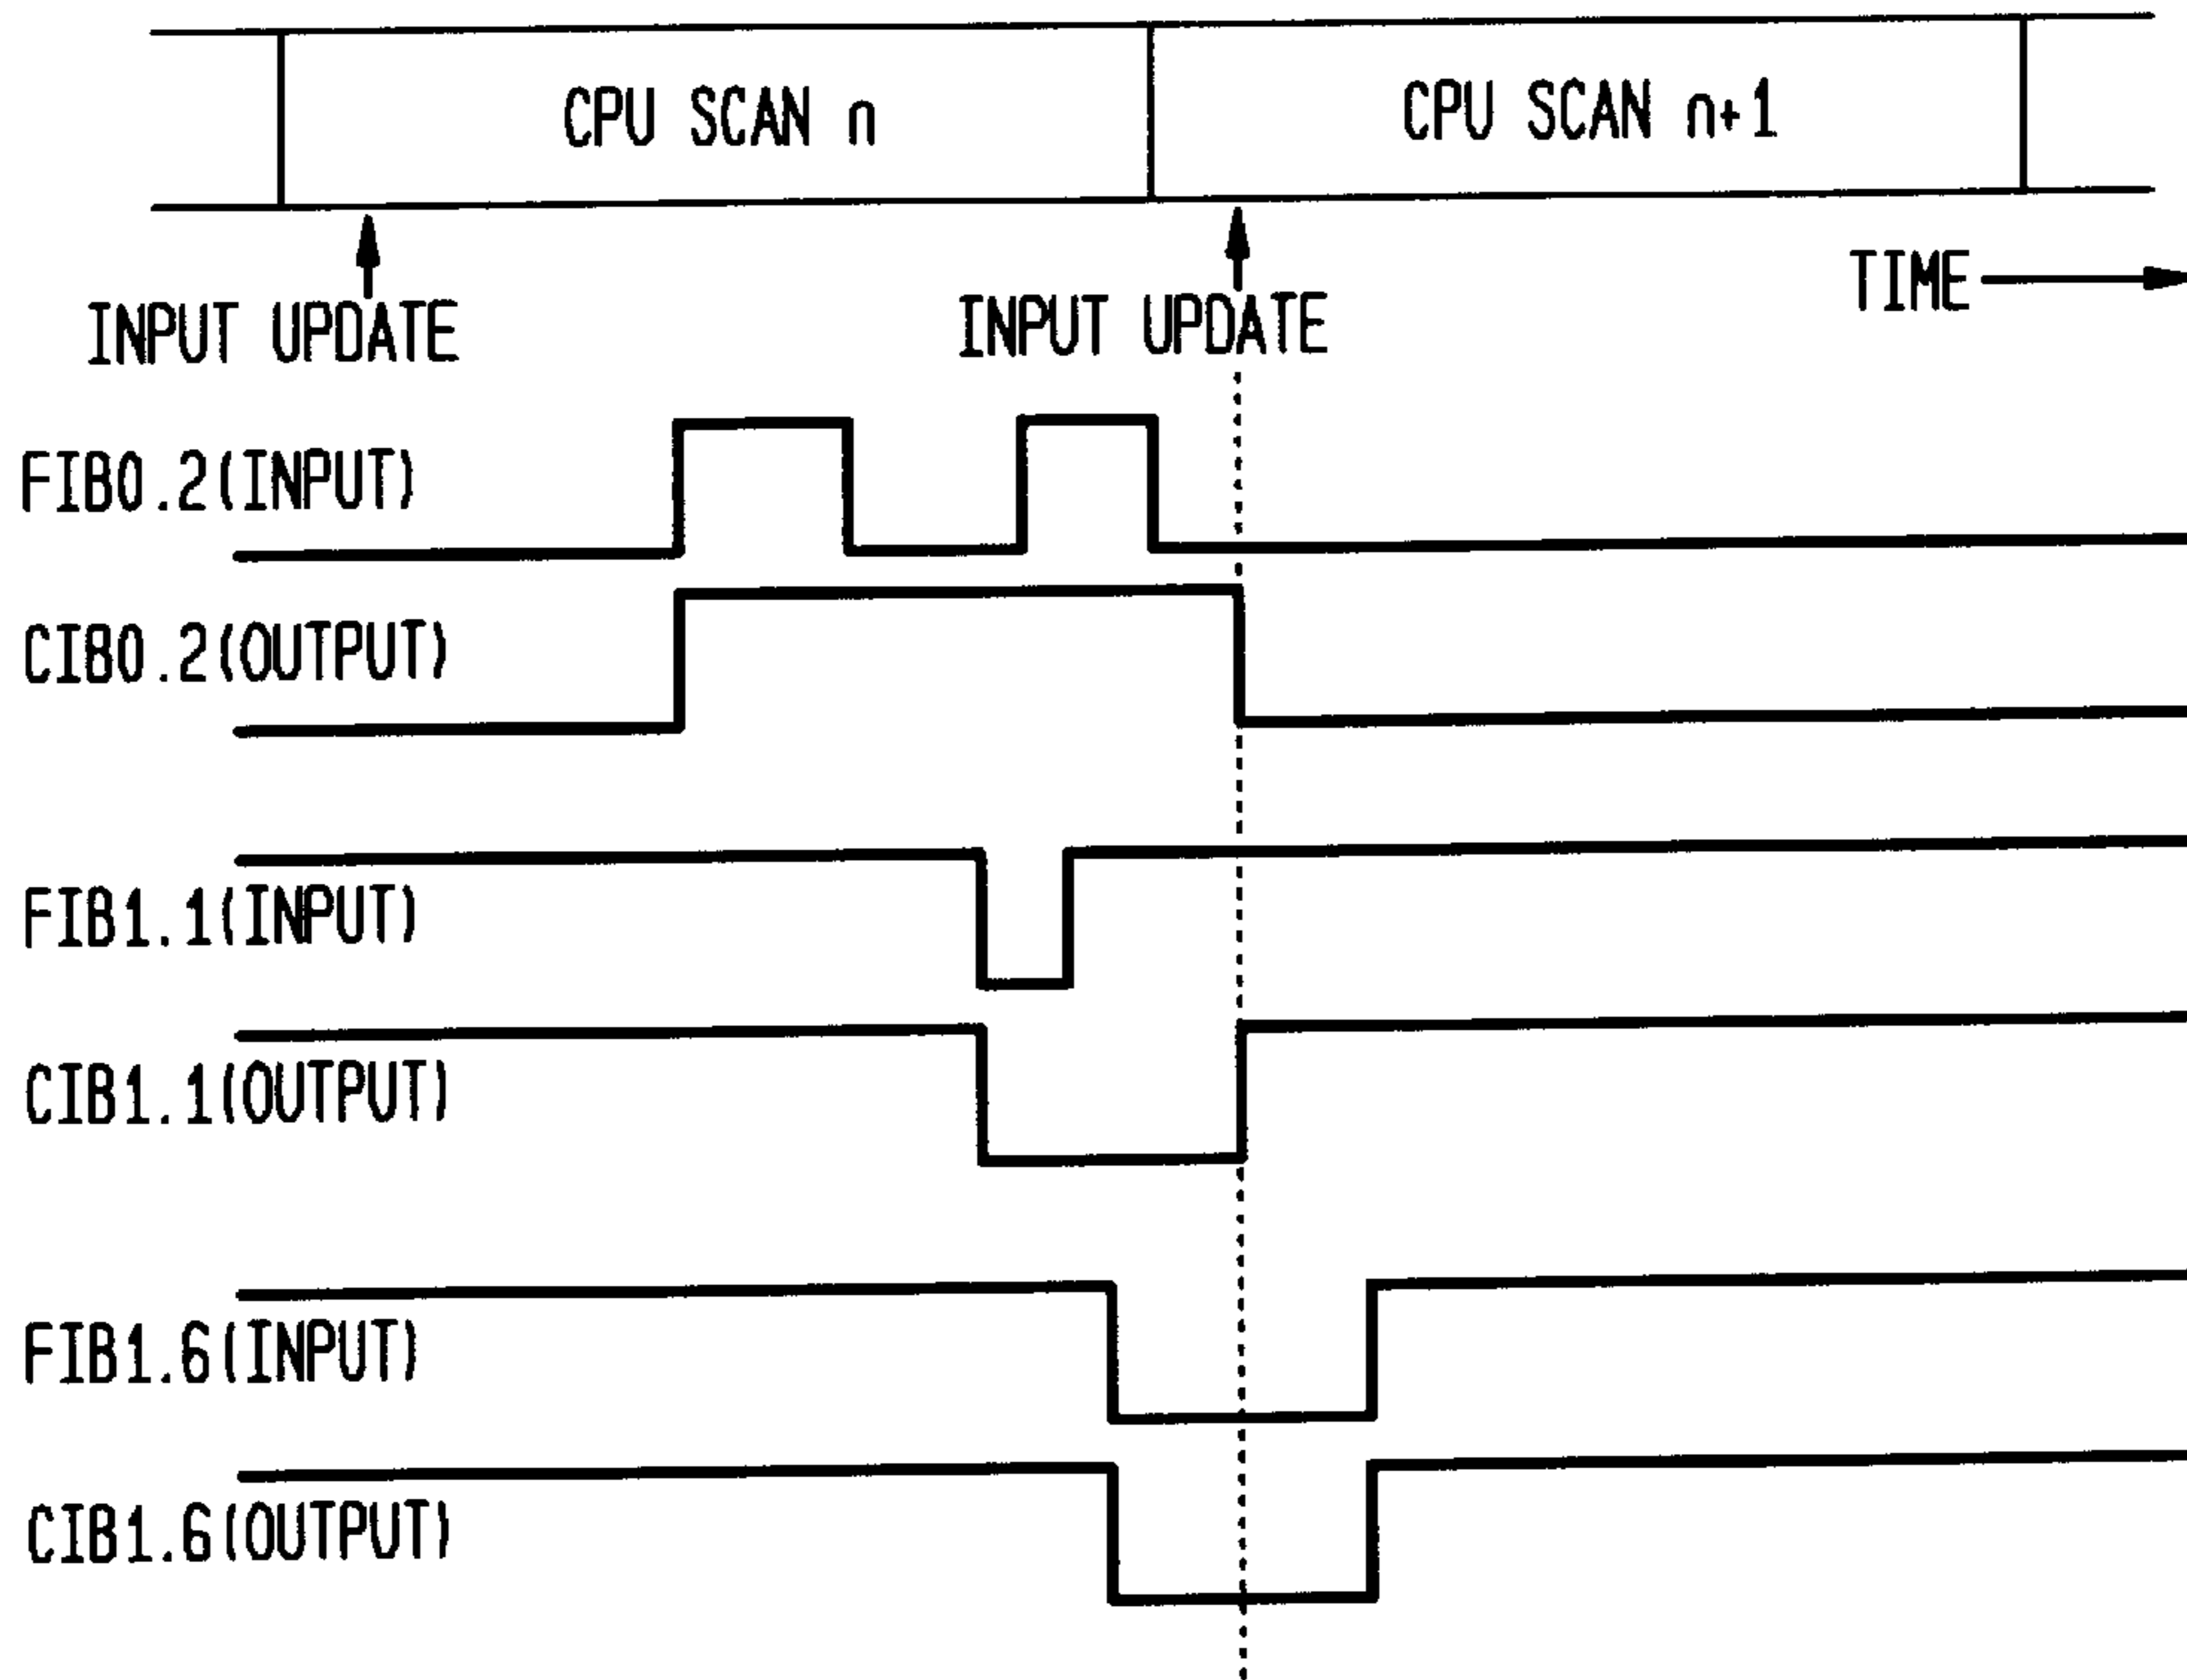 CPU SCAN n
CPU SCAN n+1
INPUT UPDATE
INPUT UPDATE
TIME
FIB0.2(INPUT)
CIB0.2(OUTPUT)
FIB1.1(INPUT)
CIB1.1(OUTPUT)
FIB1.6(INPUT)
CIB1.6(OUTPUT)